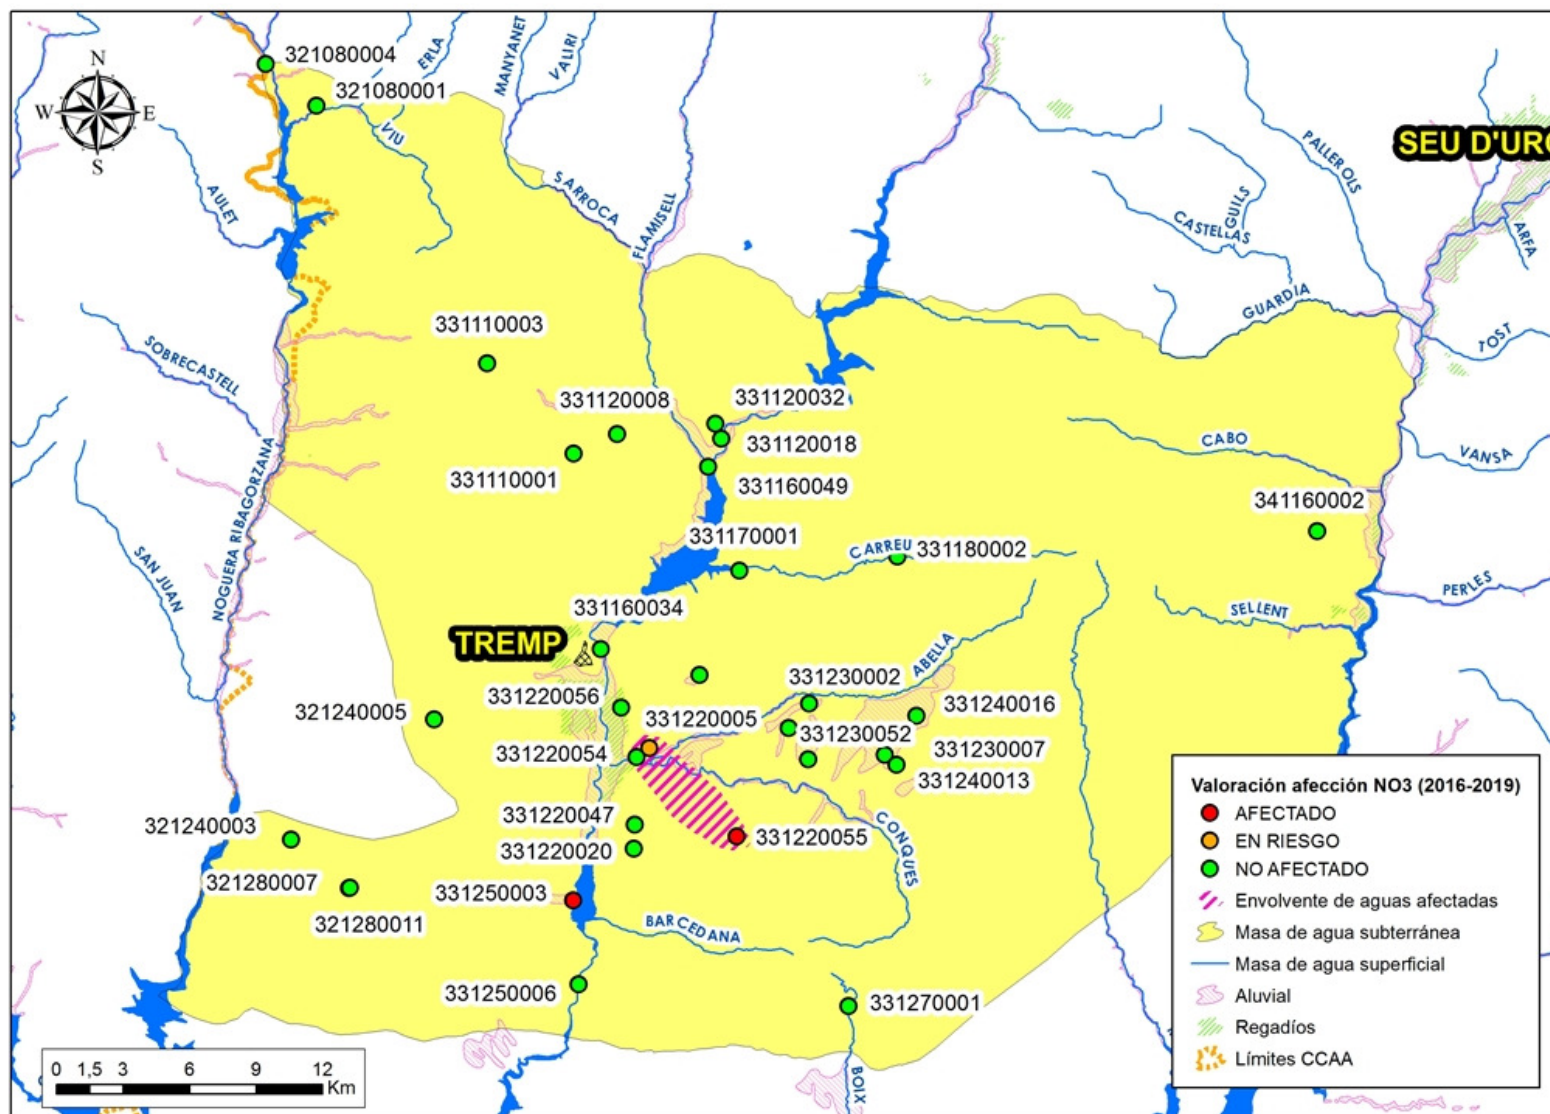 321080004
321080001
N
W
E
S
ERLA
MANYANET
VALIRI
VIU
AULET
SARROCA
FLAMISELL
PALLEROLS
SEU D'URG
GUILS
CASTELLAS
ARFA
GUARDIA
TOST
331110003
SOBRECASTELL
331120008
331120032
331120018
331110001
331160049
CABO
VANSA
341160002
NOGUERA RIBAGORZANA
SAN JUAN
331170001
CARREU
331180002
331160034
SELLENT
PERLES
TREMP
ABELLA
331220056
331230002
321240005
331220005
331240016
331220054
331230052
331230007
331240013
331220047
331220055
CONQUES
321240003
331220020
321280007
331250003
321280011
BARCEDANA
331250006
331270001
BOIX
Valoración afección NO3 (2016-2019)
AFECTADO
EN RIESGO
NO AFECTADO
Envolvente de aguas afectadas
Masa de agua subterránea
Masa de agua superficial
Aluvial
Regadíos
Límites CCAA
0 1,5 3 6 9 12
Km